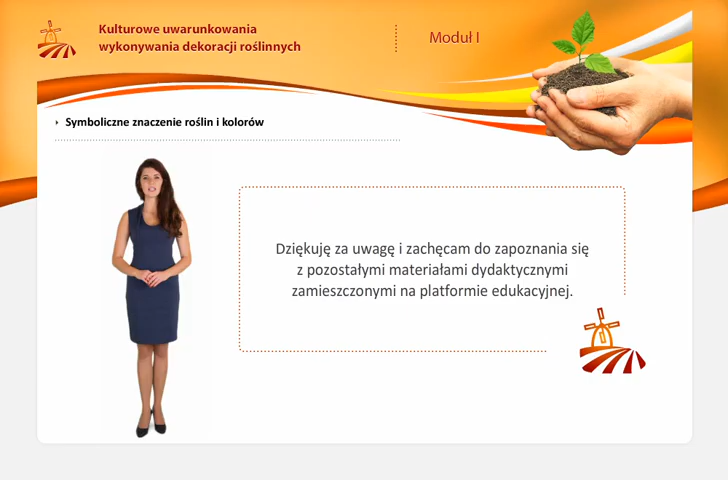 Kulturowe uwarunkowania
wykonywania dekoracji roślinnych
Moduł I
Symboliczne znaczenie roślin i kolorów
Dziękuję za uwagę i zachęcam do zapoznania się
z pozostałymi materiałami dydaktycznymi
zamieszczonymi na platformie edukacyjnej.